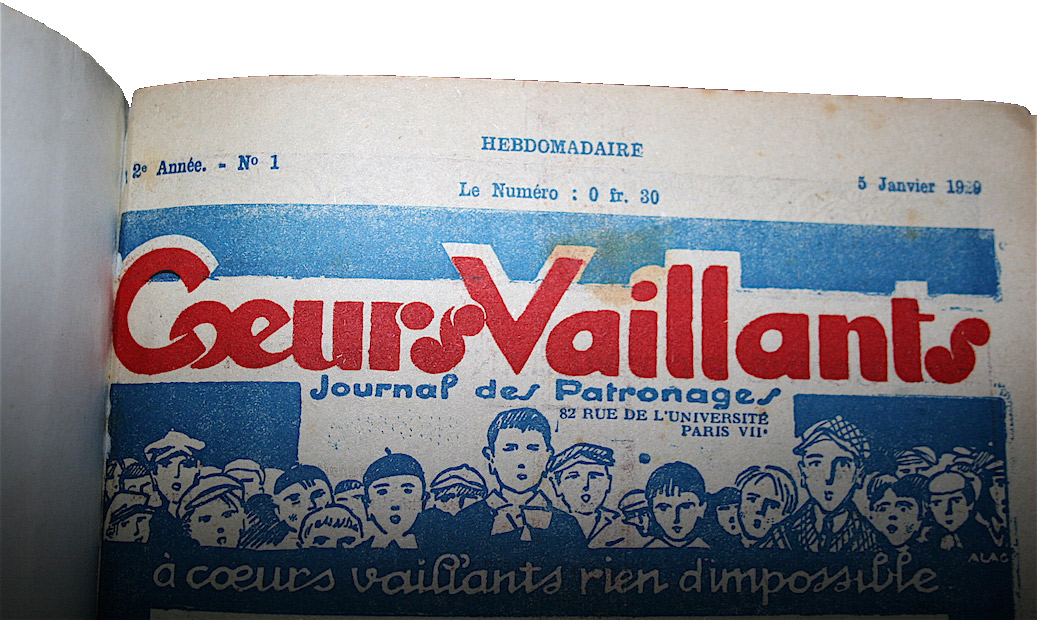 HEBDOMADAIRE
2e Année. - No 1
Le Numéro : 0 fr. 30
5 Janvier 1929
Cœurs Vaillants
Journal des Patronages
82 RUE DE L'UNIVERSITÉ
PARIS VIIe
à cœurs vaillants rien d'impossible